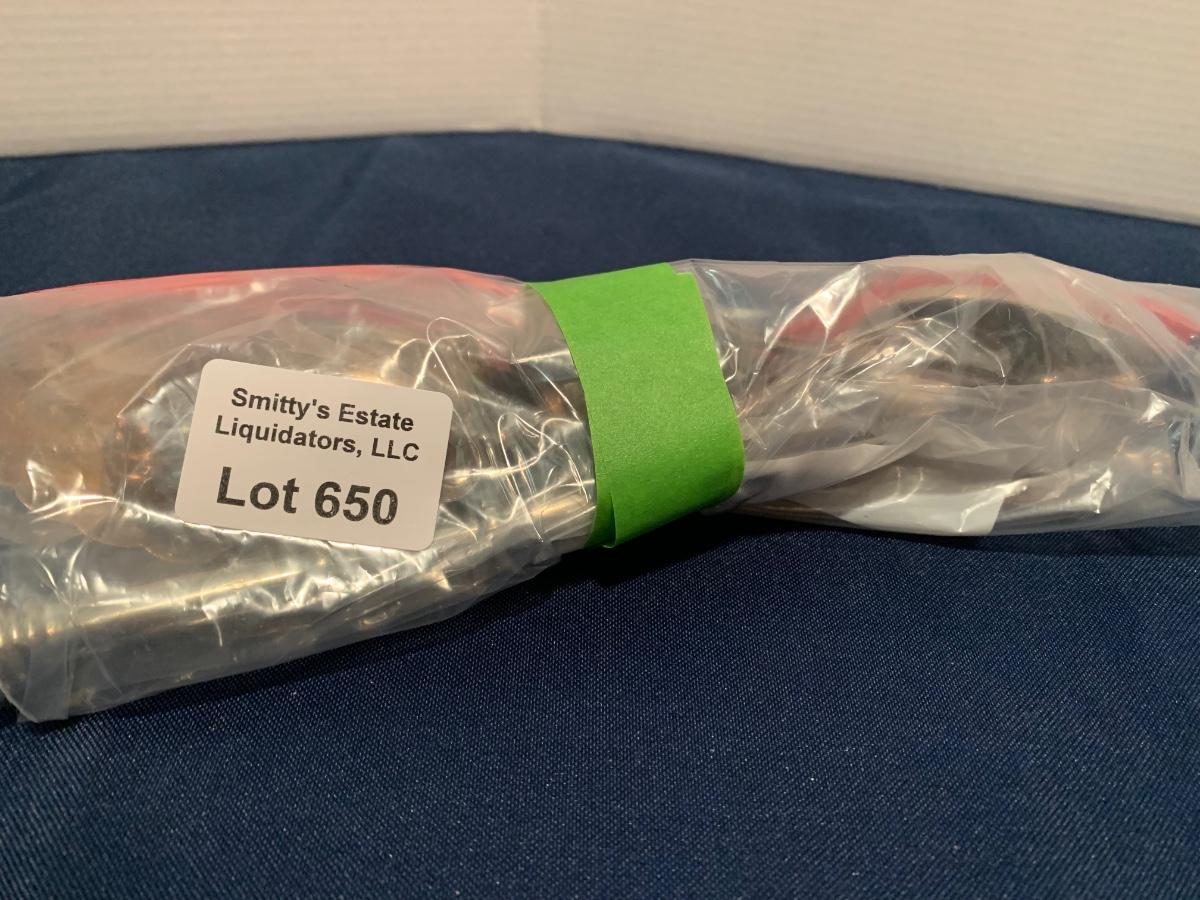 Smitty's Estate
Liquidators, LLC
Lot 650